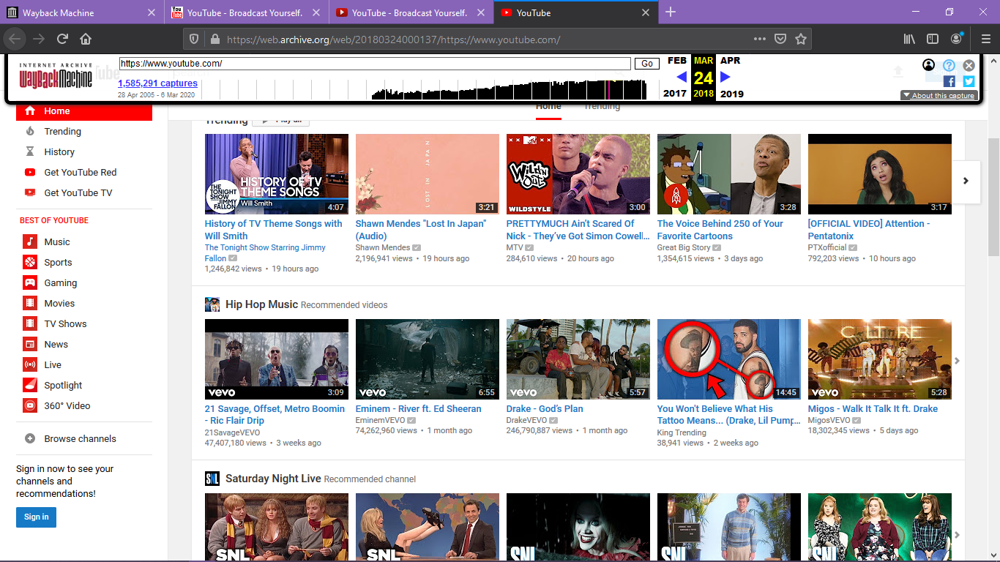 Wayback Machine
YouTube - Broadcast Yourself.
YouTube - Broadcast Yourself.
YouTube
https://web.archive.org/web/20180324000137/https://www.youtube.com/
INTERNET ARCHIVE
WayBackMachine
https://www.youtube.com/
Go
1,585,291 captures
28 Apr 2005 - 6 Mar 2020
FEB MAR APR
24
2017 2018 2019
About this capture
Home
Trending
History
Get YouTube Red
Get YouTube TV
BEST OF YOUTUBE
Music
Sports
Gaming
Movies
TV Shows
News
Live
Spotlight
360° Video
Browse channels
Sign in now to see your
channels and
recommendations!
Sign in
Home Trending
Trending Play all
THE TONIGHT SHOW JIMMY FALLON
HISTORY OF TV
THEME SONGS
Will Smith
4:07
History of TV Theme Songs with
Will Smith
The Tonight Show Starring Jimmy
Fallon
1,246,842 views • 19 hours ago
LOST IN JAPAN
3:21
Shawn Mendes "Lost In Japan"
(Audio)
Shawn Mendes
2,196,941 views • 19 hours ago
MTV
Wild'n Out
WILDSTYLE
3:00
PRETTYMUCH Ain't Scared Of
Nick - They've Got Simon Cowell...
MTV
284,610 views • 20 hours ago
3:28
The Voice Behind 250 of Your
Favorite Cartoons
Great Big Story
1,354,615 views • 3 days ago
3:17
[OFFICIAL VIDEO] Attention -
Pentatonix
PTXofficial
792,203 views • 10 hours ago
Hip Hop Music Recommended videos
vevo 3:09
21 Savage, Offset, Metro Boomin
- Ric Flair Drip
21SavageVEVO
47,407,180 views • 3 weeks ago
vevo 6:55
Eminem - River ft. Ed Sheeran
EminemVEVO
74,262,960 views • 1 month ago
vevo 5:57
Drake - God's Plan
DrakeVEVO
246,790,887 views • 1 month ago
14:45
You Won't Believe What His
Tattoo Means... (Drake, Lil Pump...
King Trending
38,941 views • 2 weeks ago
CULTURE
vevo 5:28
Migos - Walk It Talk It ft. Drake
MigosVEVO
18,302,345 views • 5 days ago
SNL Saturday Night Live Recommended channel
SNL
SNL
SNL
SNL
SNL